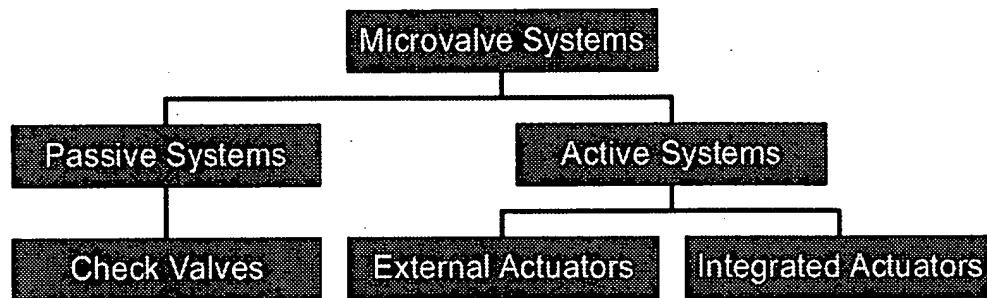 Microvalve Systems
Passive Systems
Active Systems
Check Valves
External Actuators
Integrated Actuators